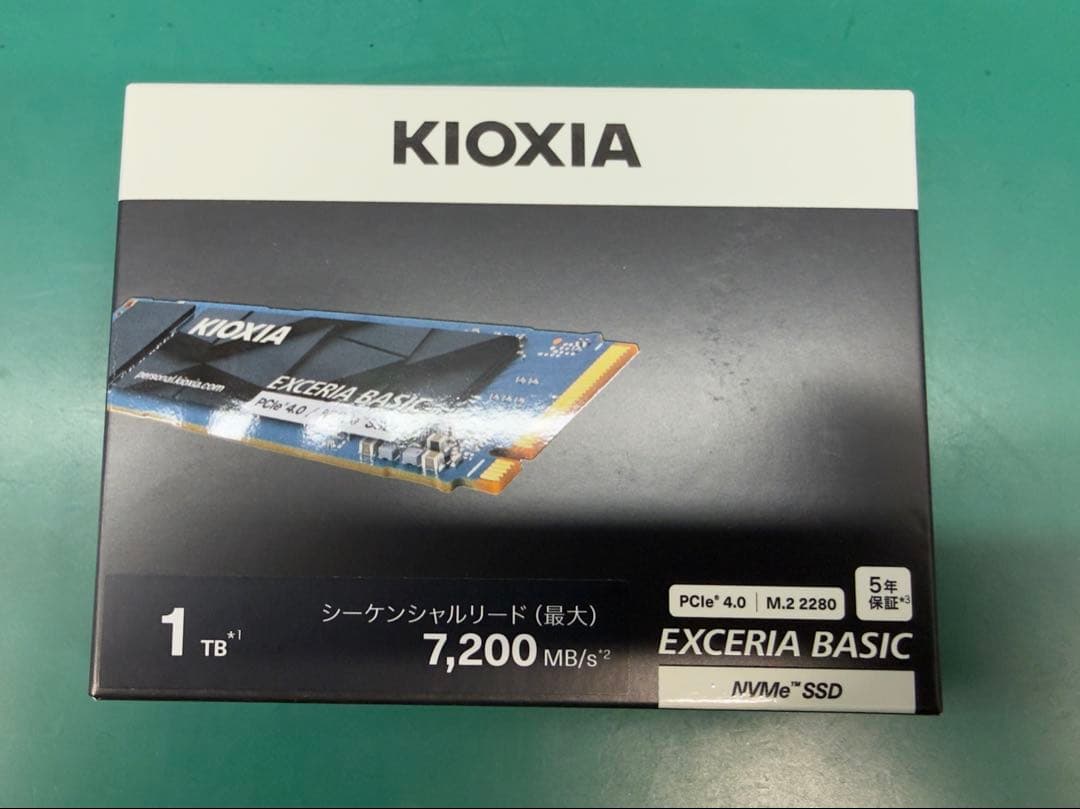 KIOXIA
KIOXIA
personal.kioxia.com
EXCERIA BASIC
PCIe® 4.0 /
SSD
1 TB*1
シーケンシャルリード(最大)
7,200 MB/s*2
PCIe® 4.0 | M.2 2280
5年
保証*3
EXCERIA BASIC
NVMe™ SSD